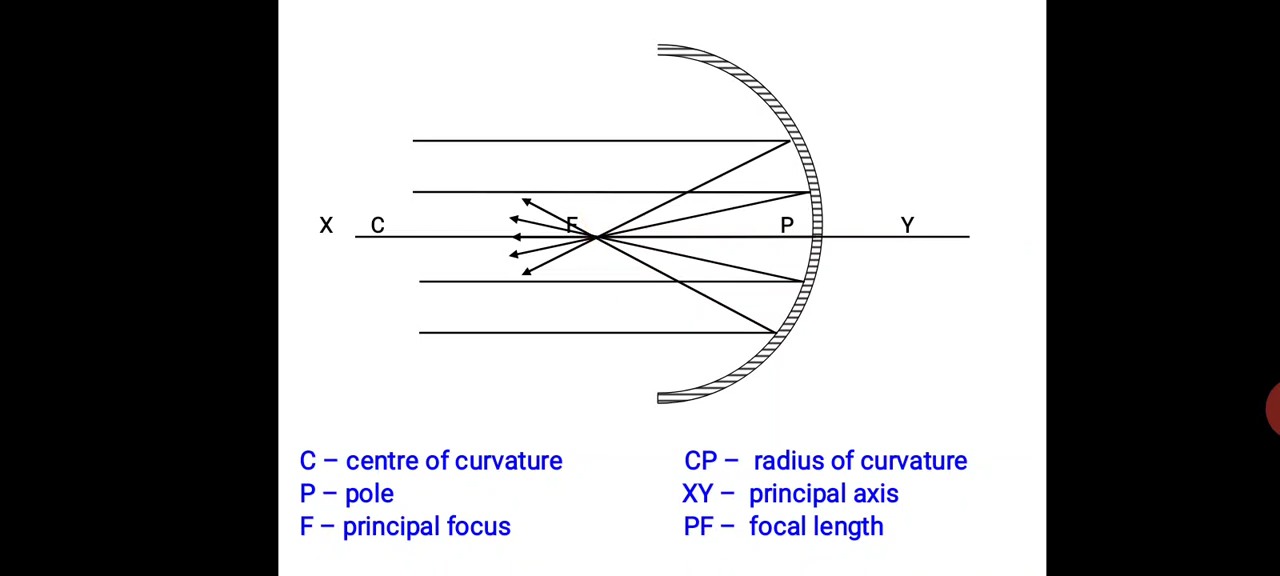 X C F P Y
C – centre of curvature
CP – radius of curvature
P – pole
XY – principal axis
F – principal focus
PF – focal length